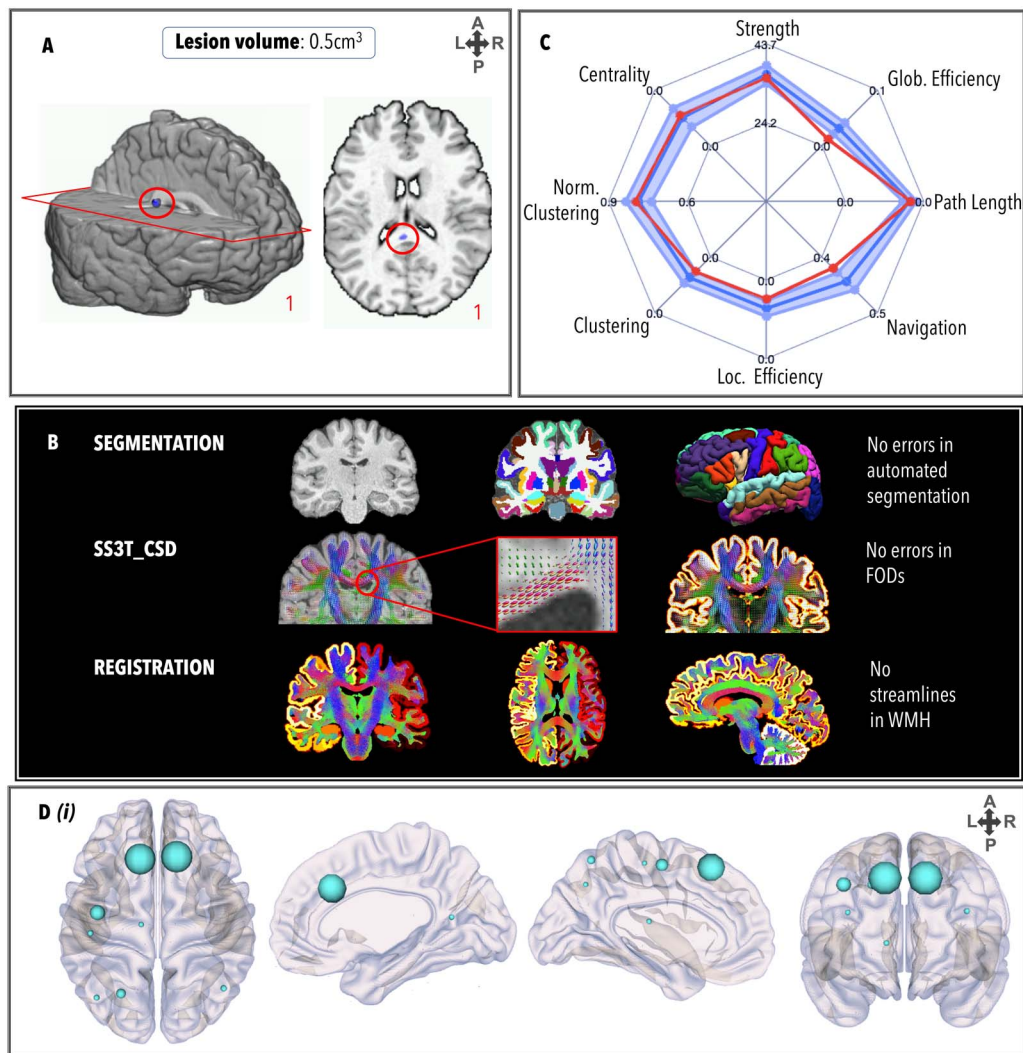 A
Lesion volume: 0.5cm³
A
L R
P
1
1
C
Strength
43.7
Centrality
Glob. Efficiency
0.0
0.1
24.2
0.0
0.0
Norm.
Clustering
0.9
0.6
0.0
0.0
Path Length
0.0
0.4
0.0
Clustering
0.0
0.5
Navigation
0.0
Loc. Efficiency
B
SEGMENTATION
No errors in
automated
segmentation
SS3T_CSD
No errors in
FODs
REGISTRATION
No
streamlines
in WMH
D (i)
A
L R
P